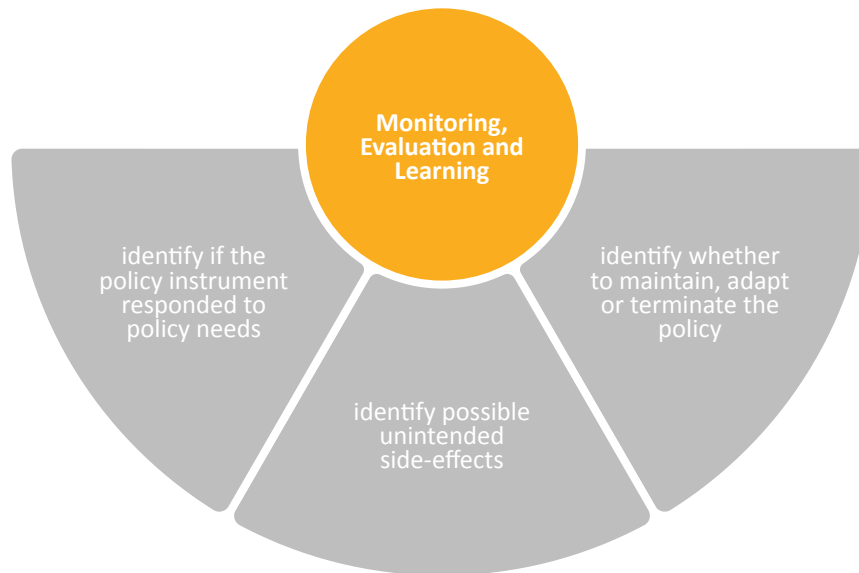 Monitoring,
Evaluation and
Learning
identify if the
policy instrument
responded to
policy needs
identify possible
unintended
side-effects
identify whether
to maintain, adapt
or terminate the
policy